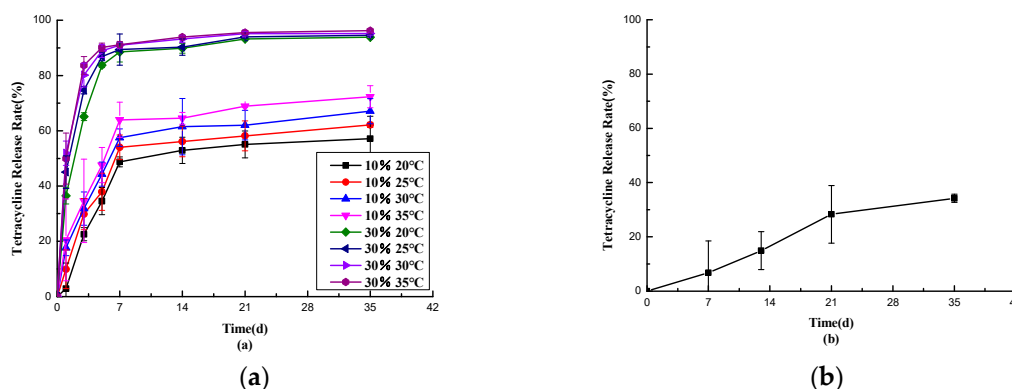 100
80
60
40
20
0
Tetracycline Release Rate(%)
10% 20°C
10% 25°C
10% 30°C
10% 35°C
30% 20°C
30% 25°C
30% 30°C
30% 35°C
0 7 14 21 28 35 42
Time(d)
(a)
(a)
100
80
60
40
20
0
Tetracycline Release Rate(%)
0 7 14 21 28 35
Time(d)
(b)
(b)